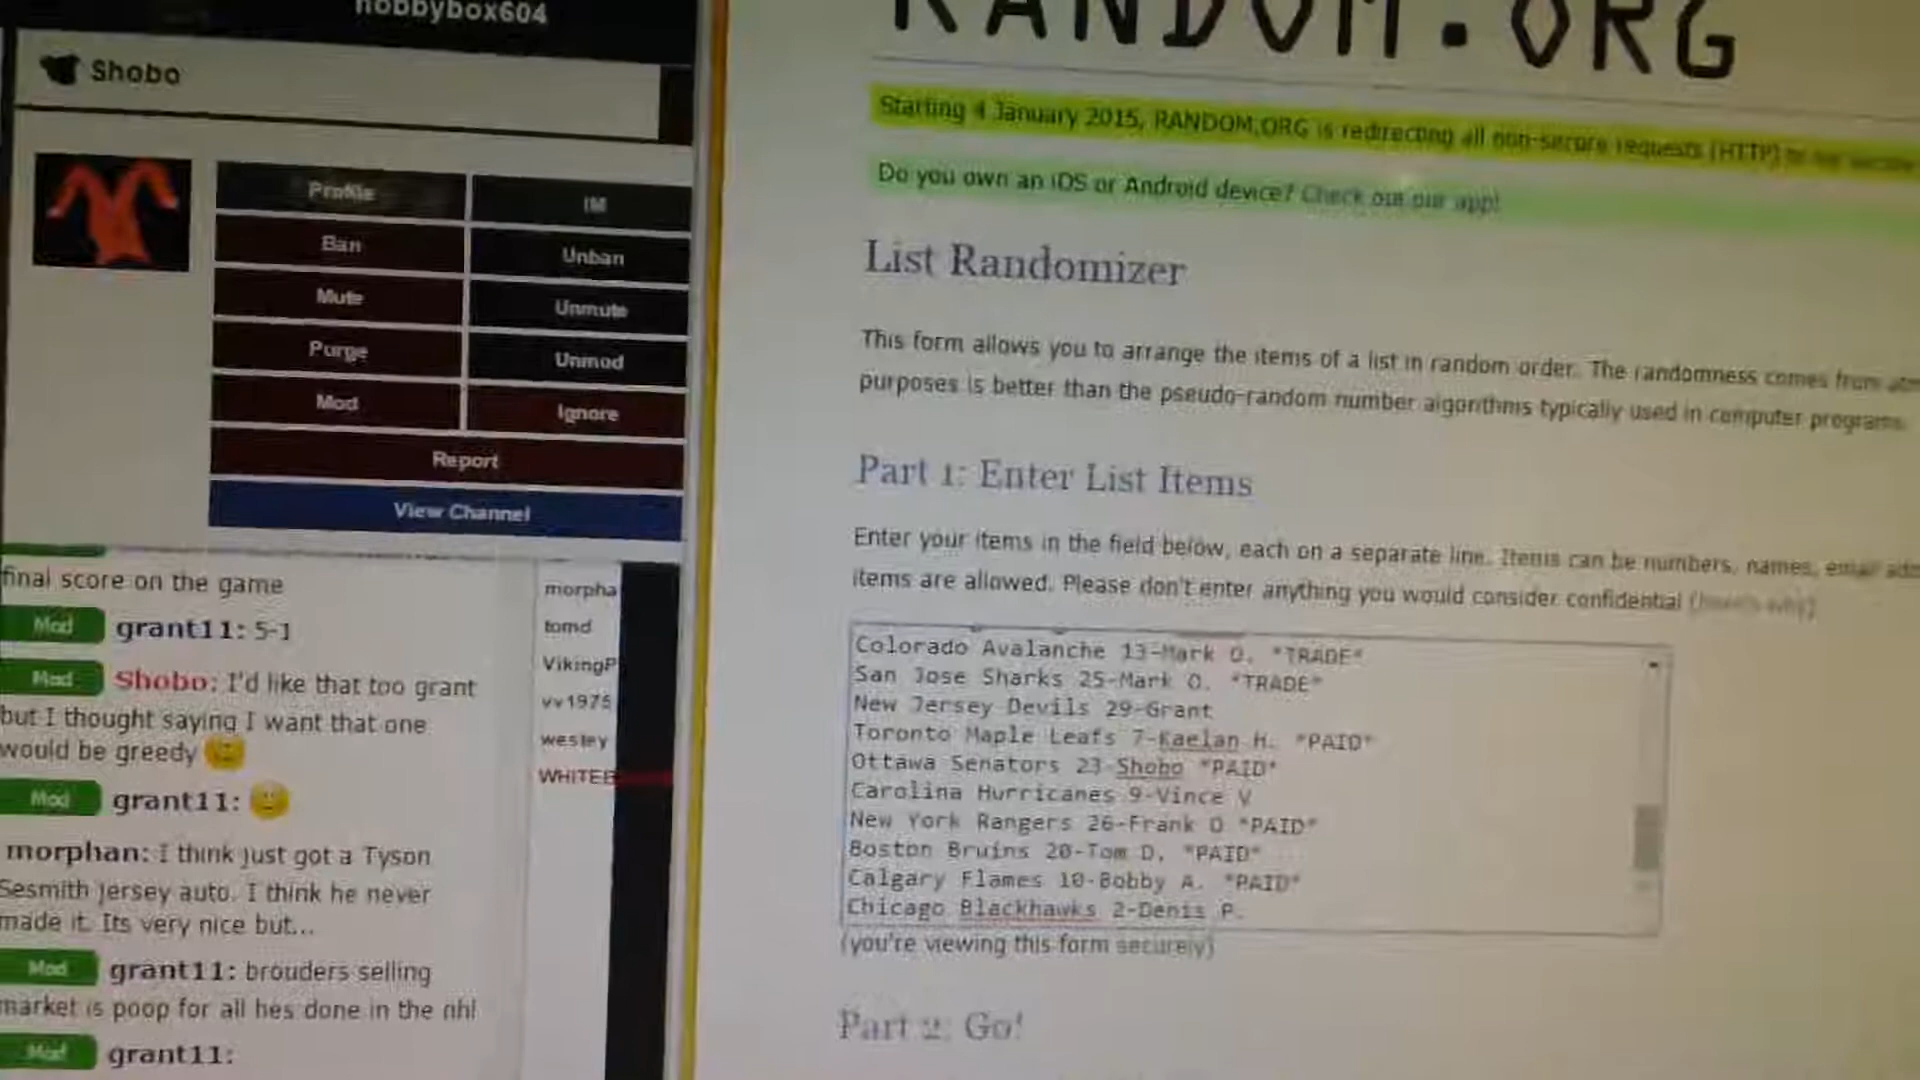 hobbybox604
Shobo
Profile
IM
Ban
Unban
Mute
Unmute
Purge
Unmod
Mod
Ignore
Report
View Channel
final score on the game
Mod grant11: 5-1
Mod Shobo: I'd like that too grant
but I thought saying I want that one
would be greedy
Mod grant11:
morphan: I think just got a Tyson
Sesmith Jersey auto. I think he never
made it. Its very nice but...
Mod grant11: brouders selling
market is poop for all hes done in the nhl
Mod grant11:
morpha
tomd
VikingP
vv1975
wesley
WHITEB
RANDOM.ORG
Starting 4 January 2015, RANDOM.ORG is redirecting all non-secure requests (HTTP) to our secure
Do you own an iOS or Android device? Check out our app!
List Randomizer
This form allows you to arrange the items of a list in random order. The randomness comes from atm
purposes is better than the pseudo-random number algorithms typically used in computer programs.
Part 1: Enter List Items
Enter your items in the field below, each on a separate line. Items can be numbers, names, email add
items are allowed. Please don't enter anything you would consider confidential (here's why)
Colorado Avalanche 13-Mark O. *TRADE*
San Jose Sharks 25-Mark O. *TRADE*
New Jersey Devils 29-Grant
Toronto Maple Leafs 7-Kaelan H. *PAID*
Ottawa Senators 23-Shobo *PAID*
Carolina Hurricanes 9-Vince V
New York Rangers 26-Frank O *PAID*
Boston Bruins 20-Tom D. *PAID*
Calgary Flames 10-Bobby A. *PAID*
Chicago Blackhawks 2-Denis P.
(you're viewing this form securely)
Part 2: Go!